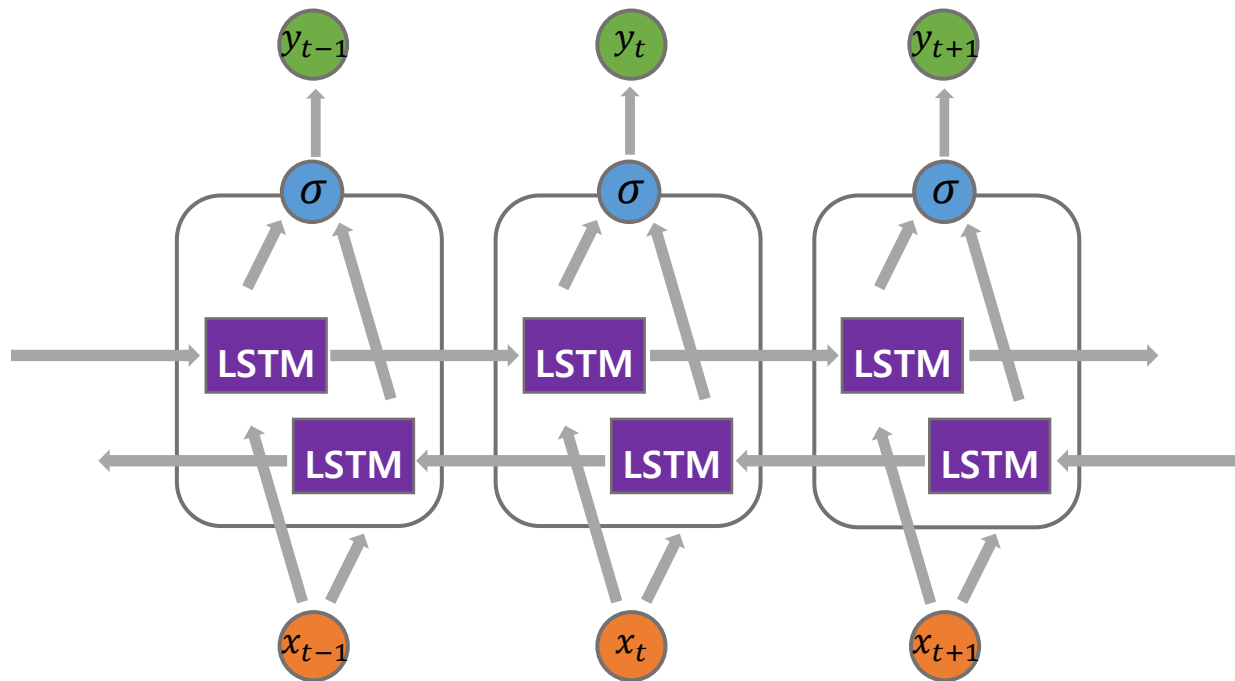 y_{t−1} y_t y_{t+1}
σ σ σ
LSTM LSTM LSTM
LSTM LSTM LSTM
x_{t−1} x_t x_{t+1}